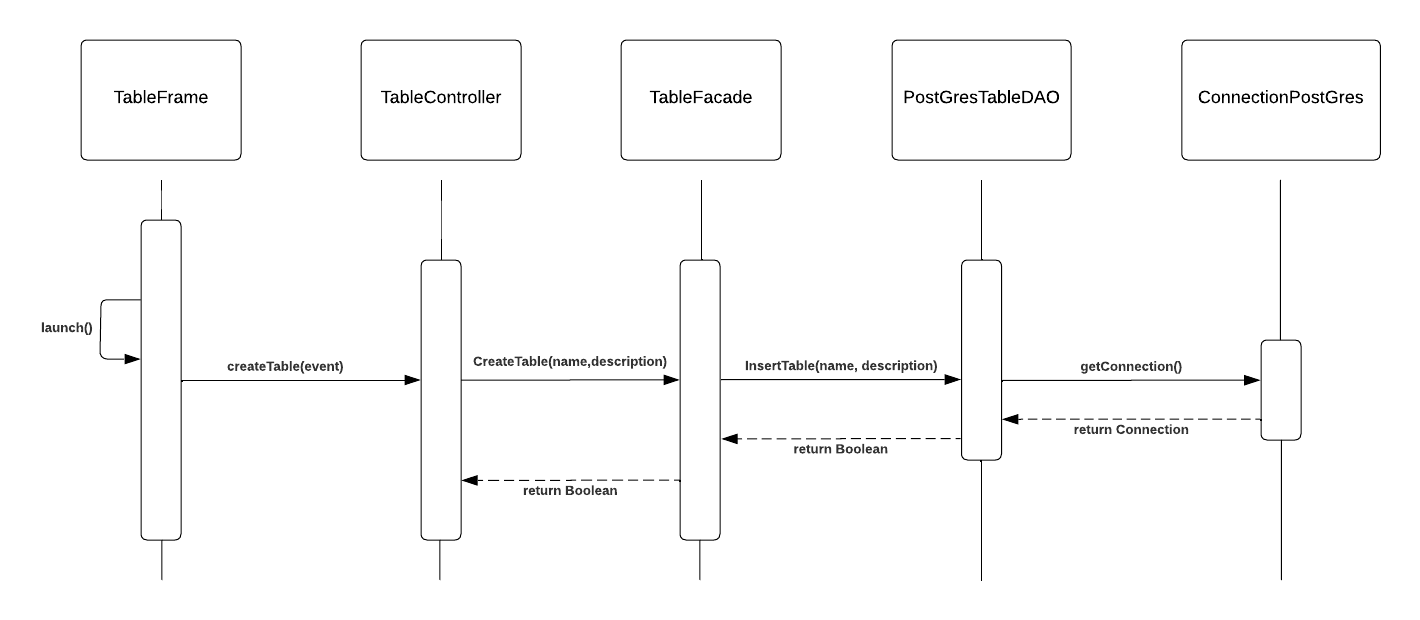 TableFrame
TableController
TableFacade
PostGresTableDAO
ConnectionPostGres
launch()
createTable(event)
CreateTable(name,description)
InsertTable(name, description)
getConnection()
return Connection
return Boolean
return Boolean